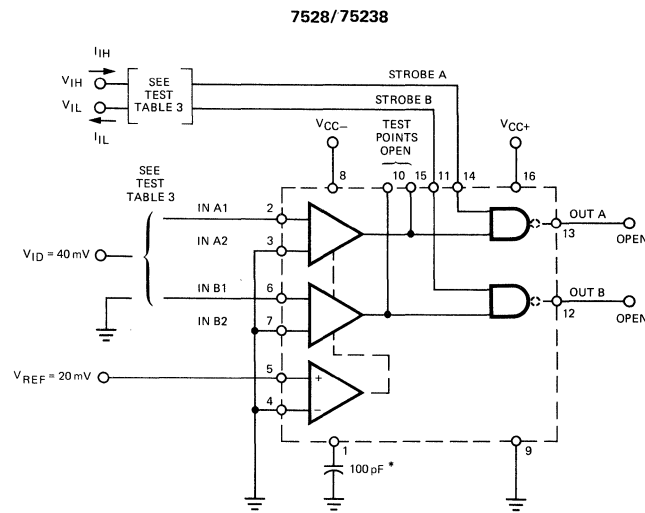 7528/75238
IIH
VIH
VIL
IIL
SEE
TEST
TABLE 3
STROBE A
STROBE B
VCC−
TEST
POINTS
OPEN
VCC+
8
10
15
11
14
16
SEE
TEST
TABLE 3
IN A1
2
IN A2
3
VID = 40 mV
IN B1
6
IN B2
7
OUT A
13
OPEN
OUT B
12
OPEN
VREF = 20 mV
5
+
4
−
1
100 pF *
9